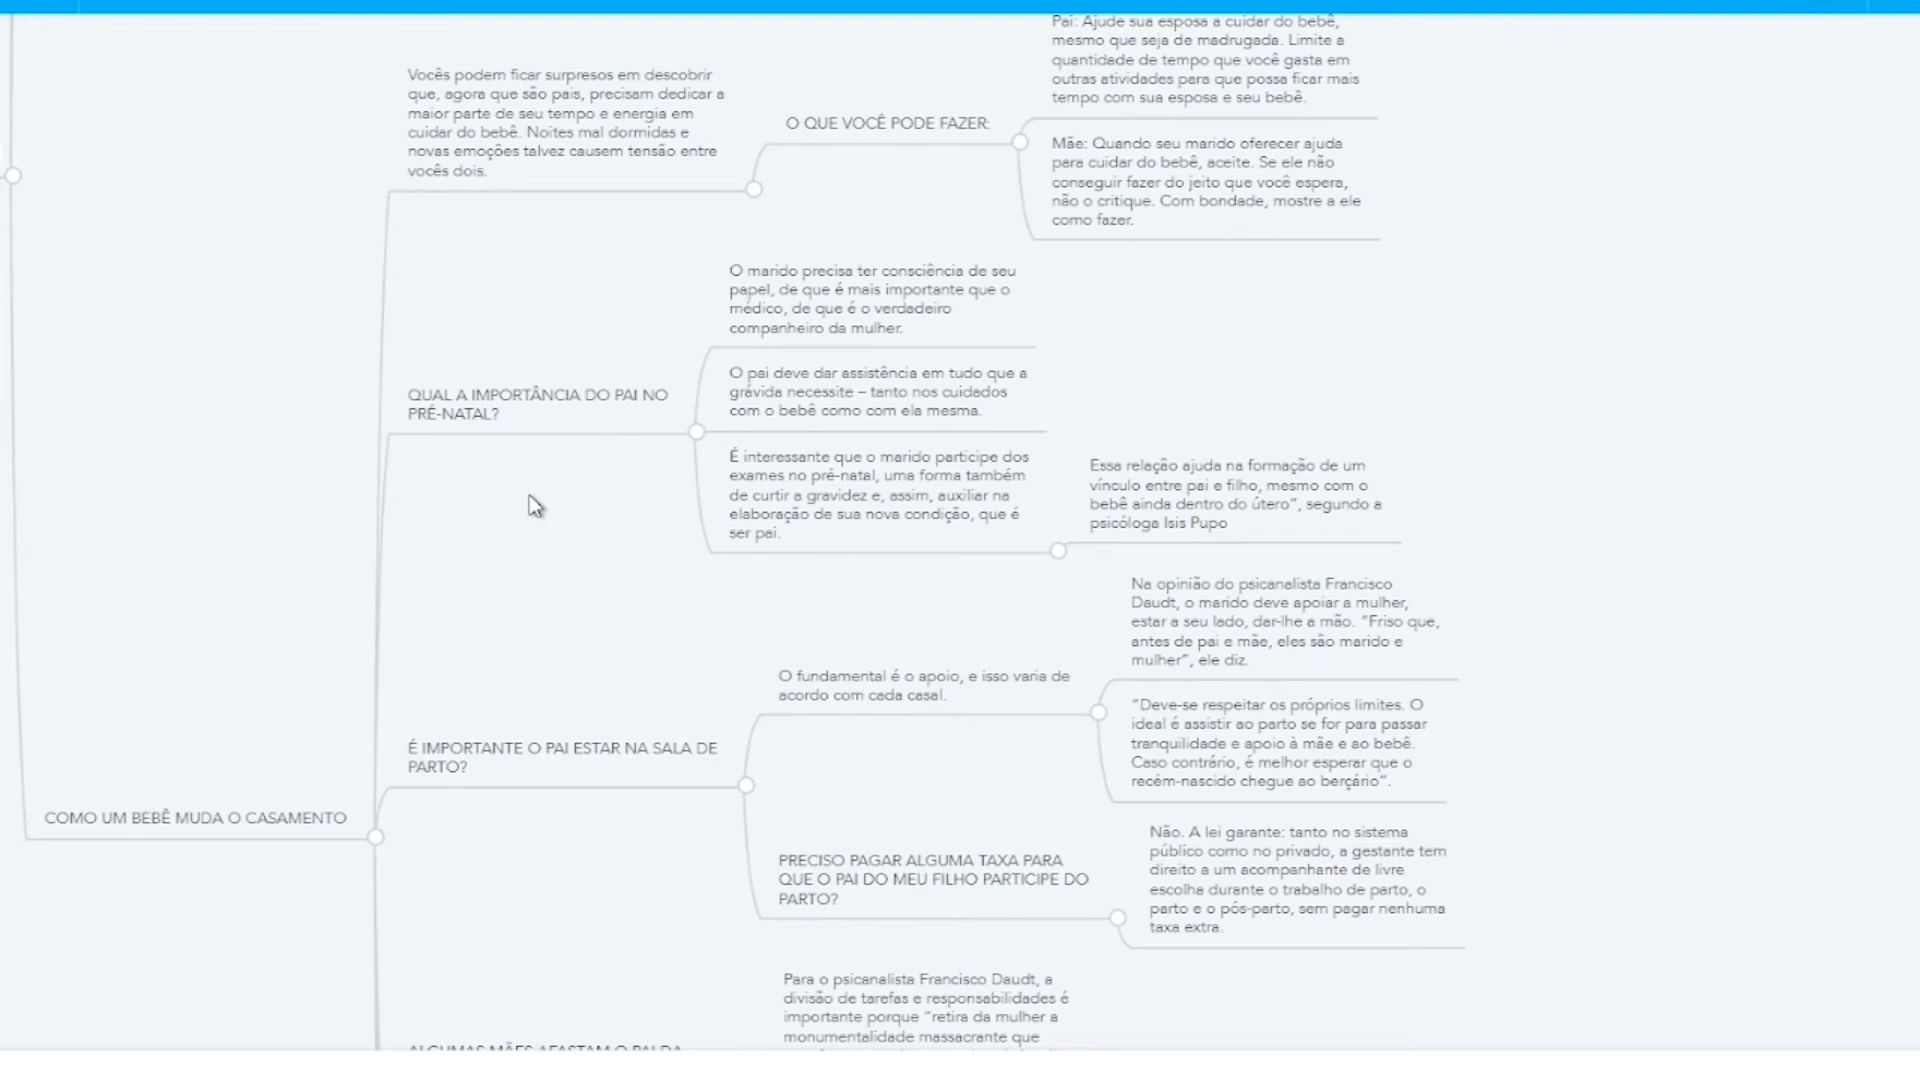 Pai: Ajude sua esposa a cuidar do bebê,
mesmo que seja de madrugada. Limite a
quantidade de tempo que você gasta em
outras atividades para que possa ficar mais
tempo com sua esposa e seu bebê.
Vocês podem ficar surpresos em descobrir
que, agora que são pais, precisam dedicar a
maior parte de seu tempo e energia em
cuidar do bebê. Noites mal dormidas e
novas emoções talvez causem tensão entre
vocês dois.
O QUE VOCÊ PODE FAZER:
Mãe: Quando seu marido oferecer ajuda
para cuidar do bebê, aceite. Se ele não
conseguir fazer do jeito que você espera,
não o critique. Com bondade, mostre a ele
como fazer.
O marido precisa ter consciência de seu
papel, de que é mais importante que o
médico, de que é o verdadeiro
companheiro da mulher.
QUAL A IMPORTÂNCIA DO PAI NO
PRÉ-NATAL?
O pai deve dar assistência em tudo que a
grávida necessite – tanto nos cuidados
com o bebê como com ela mesma.
É interessante que o marido participe dos
exames no pré-natal, uma forma também
de curtir a gravidez e, assim, auxiliar na
elaboração de sua nova condição, que é
ser pai.
Essa relação ajuda na formação de um
vínculo entre pai e filho, mesmo com o
bebê ainda dentro do útero”, segundo a
psicóloga Isis Pupo
Na opinião do psicanalista Francisco
Daudt, o marido deve apoiar a mulher,
estar a seu lado, dar-lhe a mão. “Friso que,
antes de pai e mãe, eles são marido e
mulher”, ele diz.
O fundamental é o apoio, e isso varia de
acordo com cada casal.
“Deve-se respeitar os próprios limites. O
ideal é assistir ao parto se for para passar
tranquilidade e apoio à mãe e ao bebê.
Caso contrário, é melhor esperar que o
recém-nascido chegue ao berçário”.
É IMPORTANTE O PAI ESTAR NA SALA DE
PARTO?
COMO UM BEBÊ MUDA O CASAMENTO
PRECISO PAGAR ALGUMA TAXA PARA
QUE O PAI DO MEU FILHO PARTICIPE DO
PARTO?
Não. A lei garante: tanto no sistema
público como no privado, a gestante tem
direito a um acompanhante de livre
escolha durante o trabalho de parto, o
parto e o pós-parto, sem pagar nenhuma
taxa extra.
Para o psicanalista Francisco Daudt, a
divisão de tarefas e responsabilidades é
importante porque “retira da mulher a
monumentalidade massacrante que
ALGUMAS MÃES AFASTAM O PAI DA